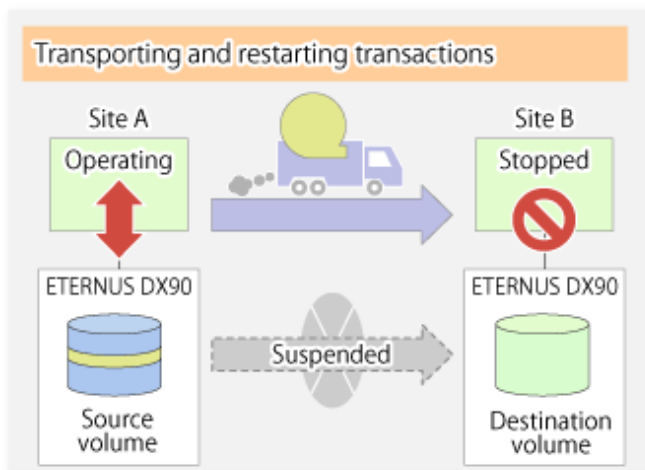 Transporting and restarting transactions
Site A
Site B
Operating
Stopped
ETERNUS DX90
ETERNUS DX90
Suspended
Source
volume
Destination
volume